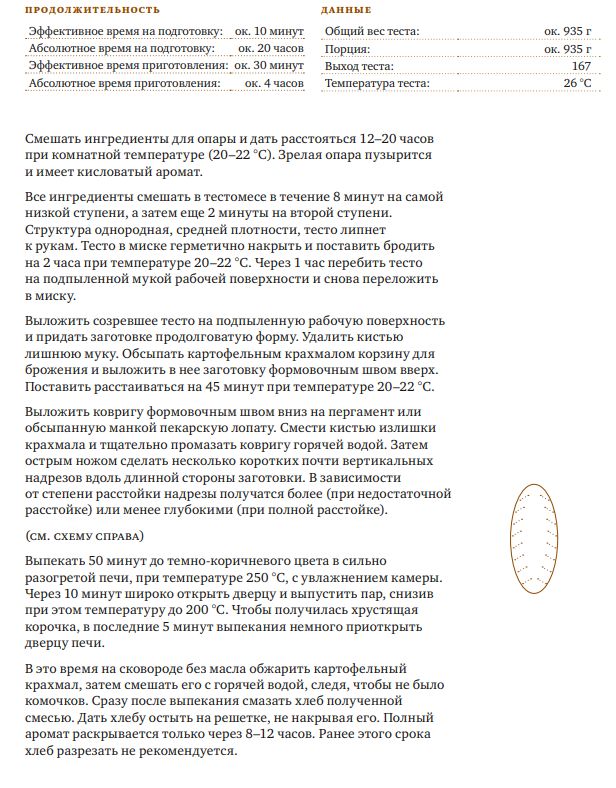 ПРОДОЛЖИТЕЛЬНОСТЬ
Эффективное время на подготовку: ок. 10 минут
Абсолютное время на подготовку: ок. 20 часов
Эффективное время приготовления: ок. 30 минут
Абсолютное время приготовления: ок. 4 часов
ДАННЫЕ
Общий вес теста: ок. 935 г
Порция: ок. 935 г
Выход теста: 167
Температура теста: 26 °C
Смешать ингредиенты для опары и дать расстояться 12–20 часов
при комнатной температуре (20–22 °C). Зрелая опара пузырится
и имеет кисловатый аромат.
Все ингредиенты смешать в тестомесе в течение 8 минут на самой
низкой ступени, а затем еще 2 минуты на второй ступени.
Структура однородная, средней плотности, тесто липнет
к рукам. Тесто в миске герметично накрыть и поставить бродить
на 2 часа при температуре 20–22 °C. Через 1 час перебить тесто
на подпыленной мукой рабочей поверхности и снова переложить
в миску.
Выложить созревшее тесто на подпыленную рабочую поверхность
и придать заготовке продолговатую форму. Удалить кистью
лишнюю муку. Обсыпать картофельным крахмалом корзину для
брожения и выложить в нее заготовку формовочным швом вверх.
Поставить расстаиваться на 45 минут при температуре 20–22 °C.
Выложить ковригу формовочным швом вниз на пергамент или
обсыпанную манкой пекарскую лопату. Смести кистью излишки
крахмала и тщательно промазать ковригу горячей водой. Затем
острым ножом сделать несколько коротких почти вертикальных
надрезов вдоль длинной стороны заготовки. В зависимости
от степени расстойки надрезы получатся более (при недостаточной
расстойке) или менее глубокими (при полной расстойке).
(СМ. СХЕМУ СПРАВА)
Выпекать 50 минут до темно-коричневого цвета в сильно
разогретой печи, при температуре 250 °C, с увлажнением камеры.
Через 10 минут широко открыть дверцу и выпустить пар, снизив
при этом температуру до 200 °C. Чтобы получилась хрустящая
корочка, в последние 5 минут выпекания немного приоткрыть
дверцу печи.
В это время на сковороде без масла обжарить картофельный
крахмал, затем смешать его с горячей водой, следя, чтобы не было
комочков. Сразу после выпекания смазать хлеб полученной
смесью. Дать хлебу остыть на решетке, не накрывая его. Полный
аромат раскрывается только через 8–12 часов. Ранее этого срока
хлеб разрезать не рекомендуется.